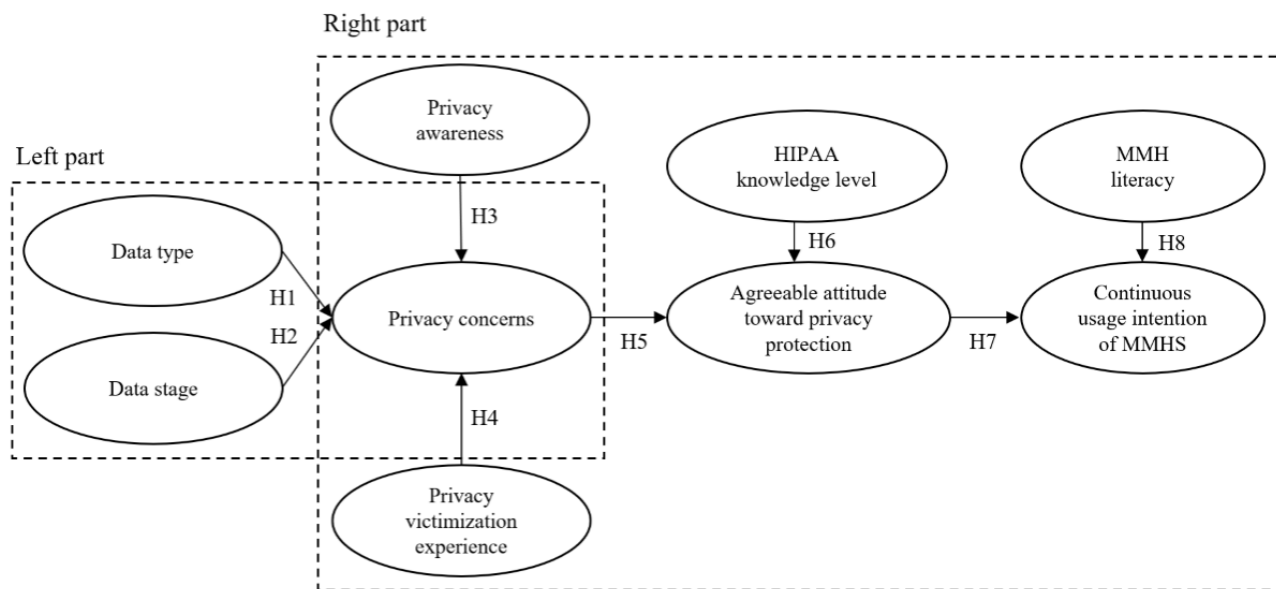 Right part
Privacy
awareness
Left part
HIPAA
knowledge level
MMH
literacy
H3
Data type
H6
H8
H1
Privacy concerns
Agreeable attitude
toward privacy
protection
Continuous
usage intention
of MMHS
H2
H5
H7
Data stage
H4
Privacy
victimization
experience